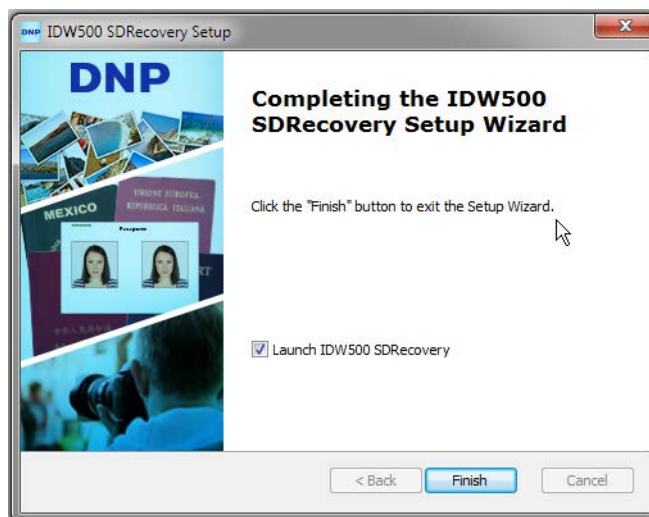 DNP IDW500 SDRecovery Setup
DNP
Completing the IDW500
SDRecovery Setup Wizard
Click the "Finish" button to exit the Setup Wizard.
MEXICO
UNIONE EUROPEA
REPUBBLICA ITALIANA
Launch IDW500 SDRecovery
< Back
Finish
Cancel